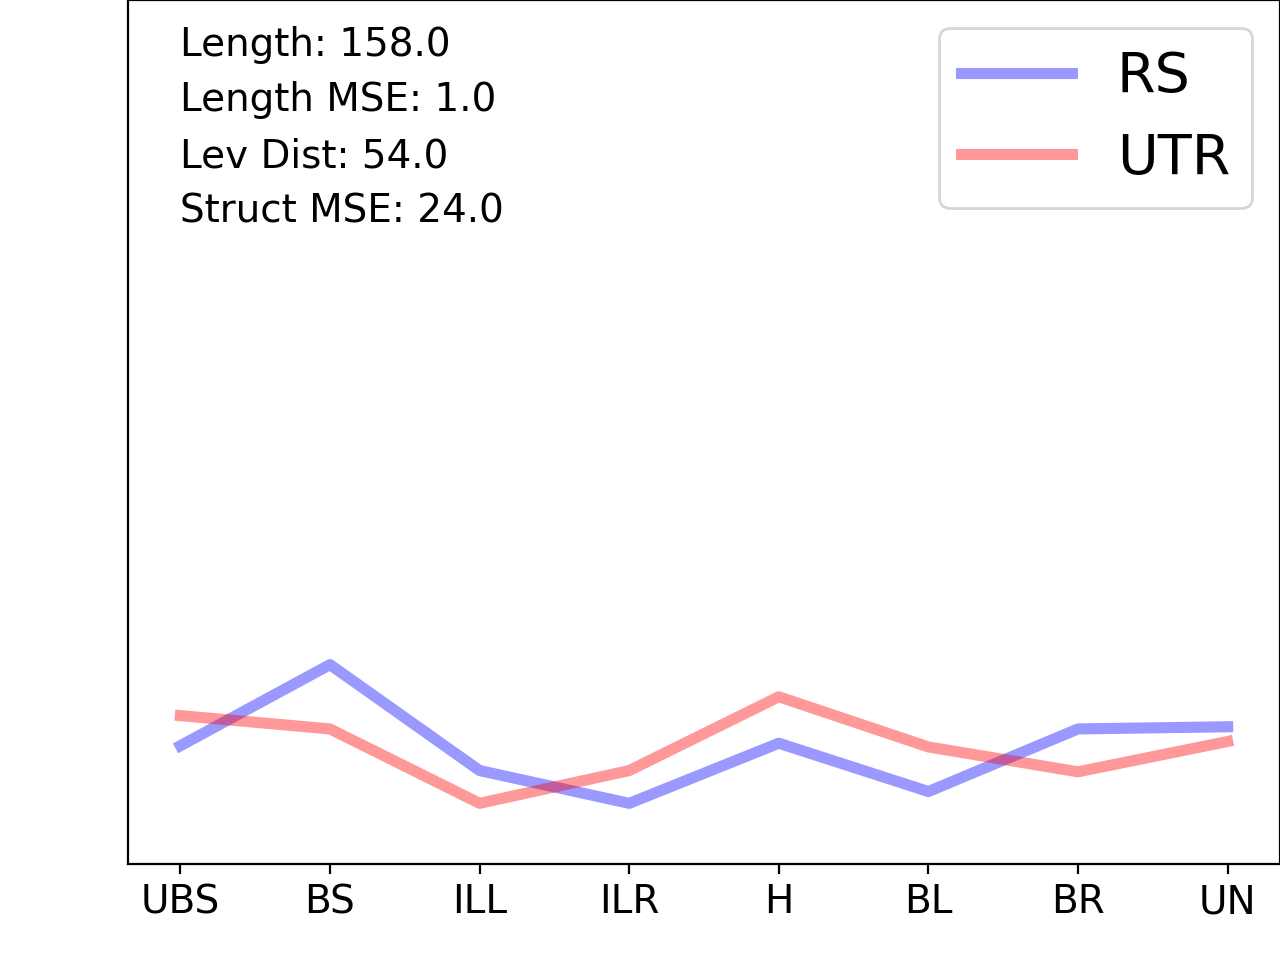 Length: 158.0
Length MSE: 1.0
Lev Dist: 54.0
Struct MSE: 24.0
RS
UTR
UBS BS ILL ILR H BL BR UN